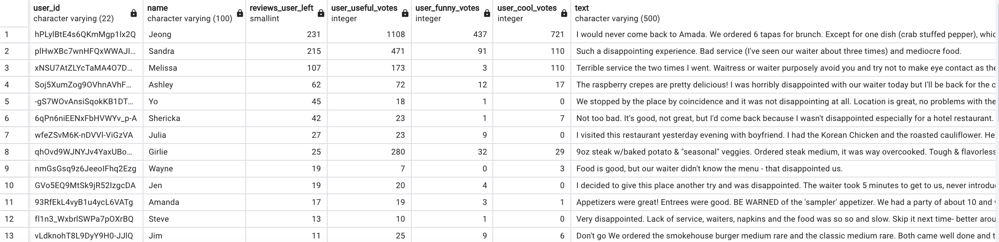 user_id name reviews_user_left user_useful_votes user_funny_votes user_cool_votes text
character varying (22) character varying (100) smallint integer integer integer character varying (500)
1 hPLylBtE4s6QKmMgp1lx2Q Jeong 231 1108 437 721 I would never come back to Amada. We ordered 6 tapas for brunch. Except for one dish (crab stuffed pepper), whic
2 plHwXBc7wnHFQxWWAJI... Sandra 215 471 91 110 Such a disappointing experience. Bad service (I've seen our waiter about three times) and mediocre food.
3 xNSU7AtZLYcTaMA4O7D... Melissa 107 173 3 110 Terrible service the two times I went. Waitress or waiter purposely avoid you and try not to make eye contact as the
4 Soj5XumZog9OVhnAVhF... Ashley 62 72 12 17 The raspberry crepes are pretty delicious! I was horribly disappointed with our waiter today but I'll be back for the c
5 -gS7WOvAnsiSqokKB1DT... Yo 45 18 1 0 We stopped by the place by coincidence and it was not disappointing at all. Location is great, no problems with the
6 6qPn6niEENxFbHVWYv_p-A Shericka 42 23 1 7 Not too bad. It's good, not great, but I'd come back because I wasn't disappointed especially for a hotel restaurant.
7 wfeZSvM6K-nDVVl-ViGzVA Julia 27 23 9 0 I visited this restaurant yesterday evening with boyfriend. I had the Korean Chicken and the roasted cauliflower. He
8 qhOvd9WJNYJv4YaxUBo... Girlie 25 280 32 29 9oz steak w/baked potato & "seasonal" veggies. Ordered steak medium, it was way overcooked. Tough & flavorless
9 nmGsGsq9z6JeeoIFhq2Ezg Wayne 19 7 0 3 Food is good, but our waiter didn't know the menu - that disappointed us.
10 GVo5EQ9MtSk9jR52IzgcDA Jen 19 20 4 0 I decided to give this place another try and was disappointed. The waiter took 5 minutes to get to us, never introdu
11 93RfEkL4vyB1u4ycL6VATg Amanda 17 19 3 1 Appetizers were great! Entrees were good. BE WARNED of the 'sampler' appetizer. We had a party of about 10 and
12 fl1n3_WxbrlSWPa7pOXrBQ Steve 13 10 1 0 Very disappointed. Lack of service, waiters, napkins and the food was so so and slow. Skip it next time- better arou
13 vLdknohT8L9DyY9H0-JJlQ Jim 11 25 9 6 Don't go We ordered the smokehouse burger medium rare and the classic medium rare. Both came well done and t